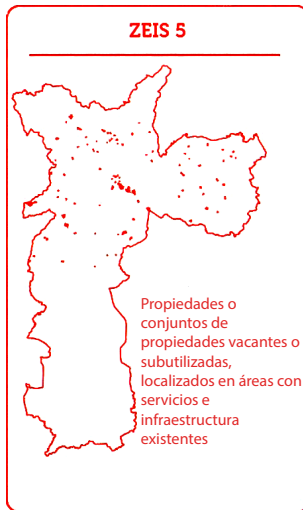 ZEIS 5
Propiedades o
conjuntos de
propiedades vacantes o
subutilizadas,
localizados en áreas con
servicios e
infraestructura
existentes